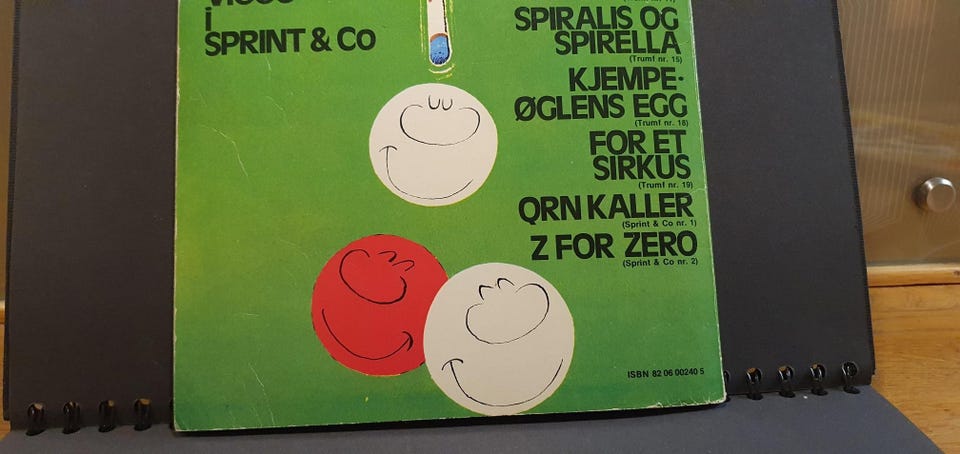 i
SPRINT & CO
SPIRALIS OG
SPIRELLA
(Trumf nr. 15)
KJEMPE-
ØGLENS EGG
(Trumf nr. 18)
FOR ET
SIRKUS
(Trumf nr. 19)
QRN KALLER
(Sprint & Co nr. 1)
Z FOR ZERO
(Sprint & Co nr. 2)
ISBN 82 06 00240 5